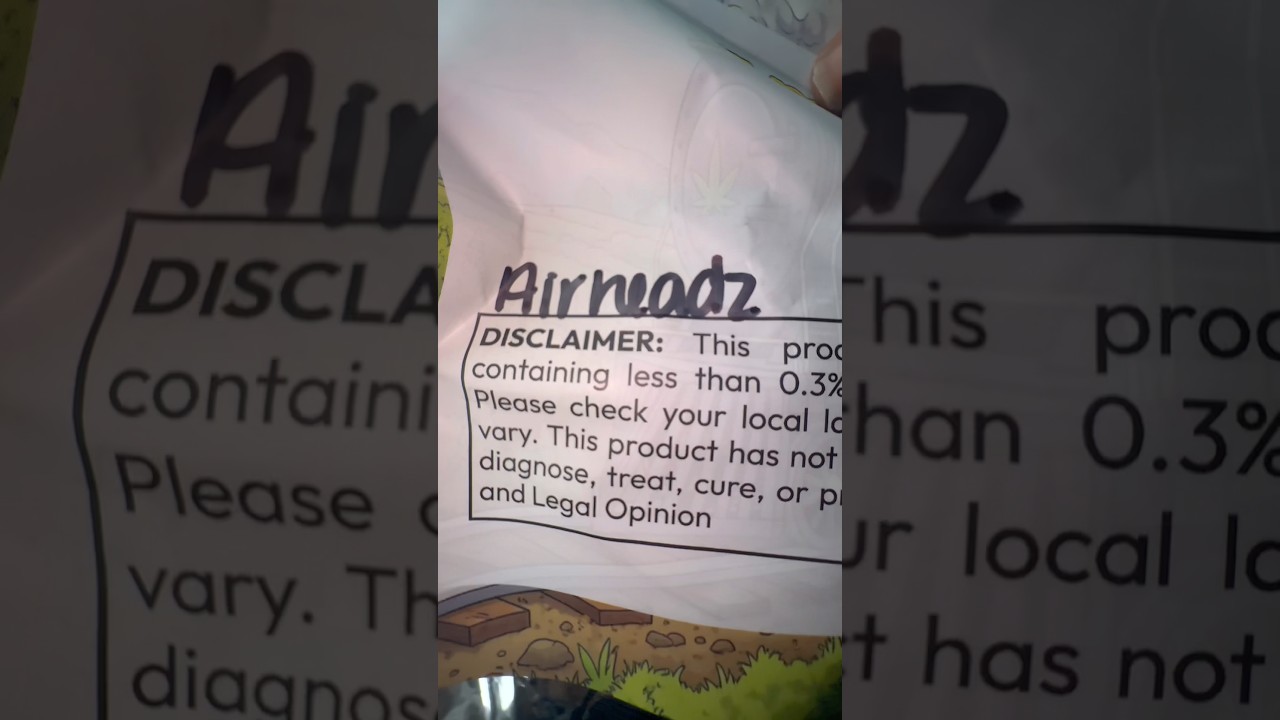 Airheadz
DISCLAIMER: This
containing less than 0.3%
Please check your local
vary. This product has not
diagnose, treat, cure, or
and Legal Opinion